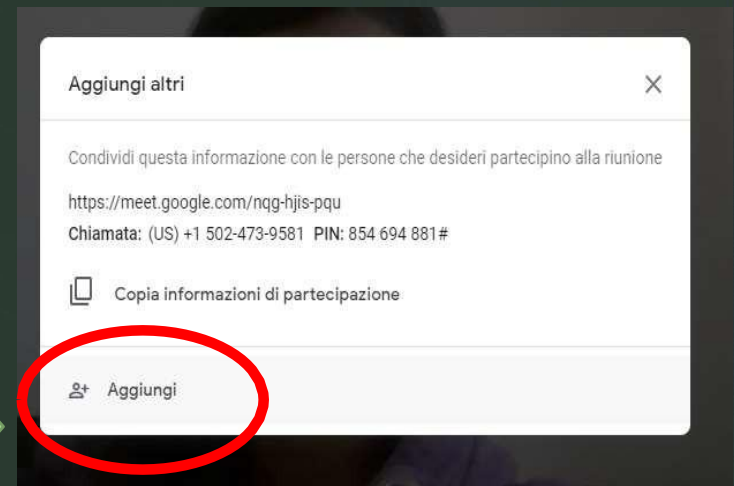 Aggiungi altri
Condividi questa informazione con le persone che desideri partecipino alla riunione
https://meet.google.com/nqg-hjis-pqu
Chiamata: (US) +1 502-473-9581 PIN: 854 694 881#
Copia informazioni di partecipazione
Aggiungi